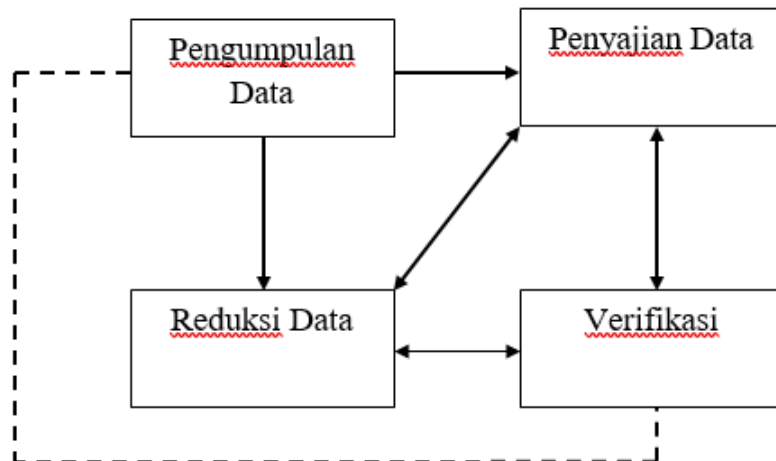 Pengumpulan
Data
Penyajian Data
Reduksi Data
Verifikasi